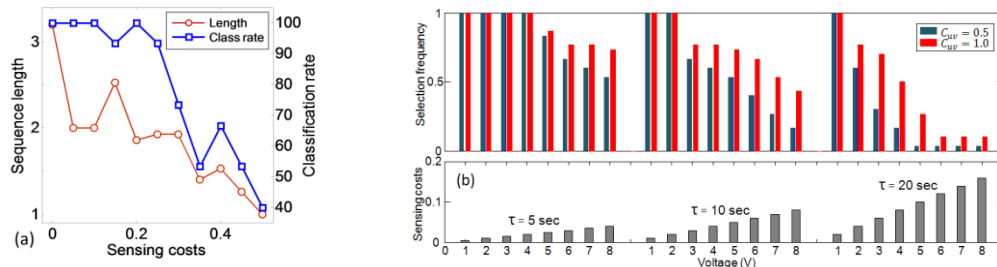 Length
Class rate
Sequence length
3
2
1
100
90
80
70
60
50
40
Classification rate
0 0.2 0.4
(a) Sensing costs
Selection frequency
1
0.5
0
C_uv = 0.5
C_uv = 1.0
Sensing costs
0.2
0.1
0
(b)
τ = 5 sec τ = 10 sec τ = 20 sec
0 1 2 3 4 5 6 7 8 1 2 3 4 5 6 7 8 1 2 3 4 5 6 7 8
Voltage (V)